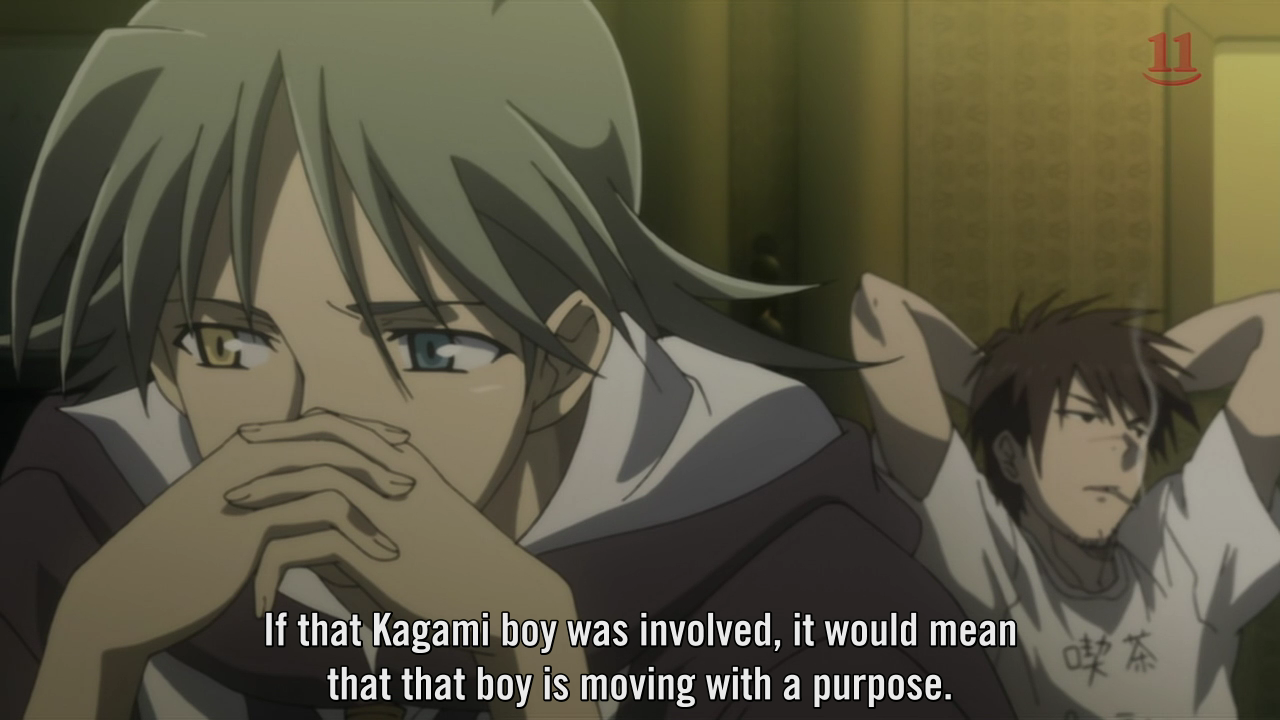 11
喫茶
If that Kagami boy was involved, it would mean
that that boy is moving with a purpose.